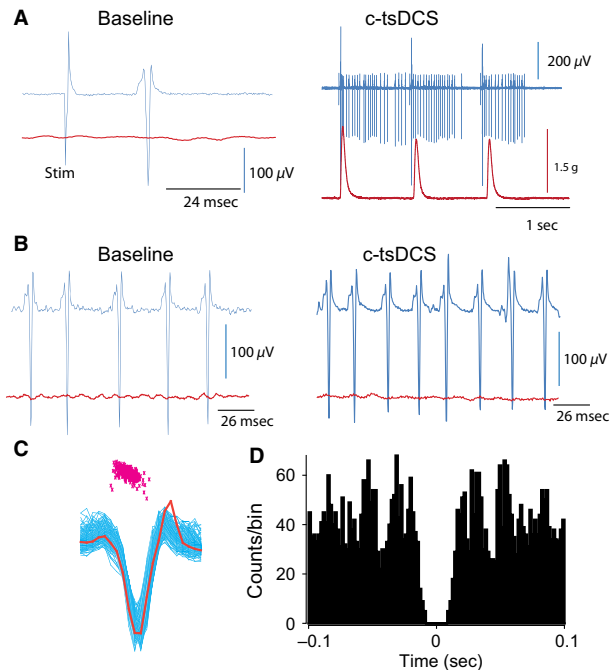 A
Baseline
c-tsDCS
200 µV
Stim
100 µV
24 msec
1.5 g
1 sec
B
Baseline
c-tsDCS
100 µV
26 msec
100 µV
26 msec
C
D
Counts/bin
60
40
20
0
–0.1
0
0.1
Time (sec)